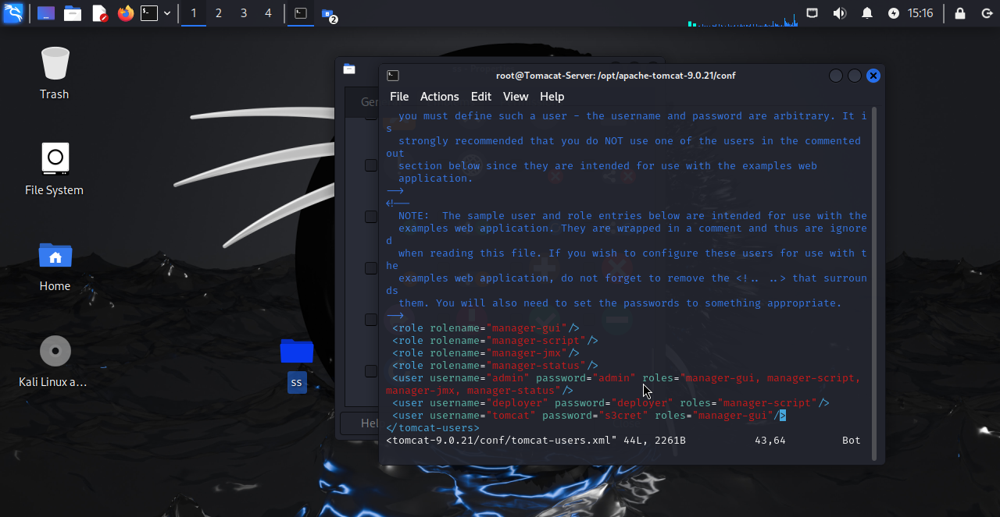 1 2 3 4
2
15:16
Trash
File System
Home
Kali Linux a...
ss
Gen
Hel
root@Tomacat-Server: /opt/apache-tomcat-9.0.21/conf
File Actions Edit View Help
you must define such a user - the username and password are arbitrary. It i
s
strongly recommended that you do NOT use one of the users in the commented
out
section below since they are intended for use with the examples web
application.
-->
<!--
NOTE:  The sample user and role entries below are intended for use with the
examples web application. They are wrapped in a comment and thus are ignore
d
when reading this file. If you wish to configure these users for use with t
he
examples web application, do not forget to remove the <!.. ..> that surroun
ds
them. You will also need to set the passwords to something appropriate.
-->
<role rolename="manager-gui"/>
<role rolename="manager-script"/>
<role rolename="manager-jmx"/>
<role rolename="manager-status"/>
<user username="admin" password="admin" roles="manager-gui, manager-script,
manager-jmx, manager-status"/>
<user username="deployer" password="deployer" roles="manager-script"/>
<user username="tomcat" password="s3cret" roles="manager-gui"/>
</tomcat-users>
<tomcat-9.0.21/conf/tomcat-users.xml" 44L, 2261B 43,64 Bot